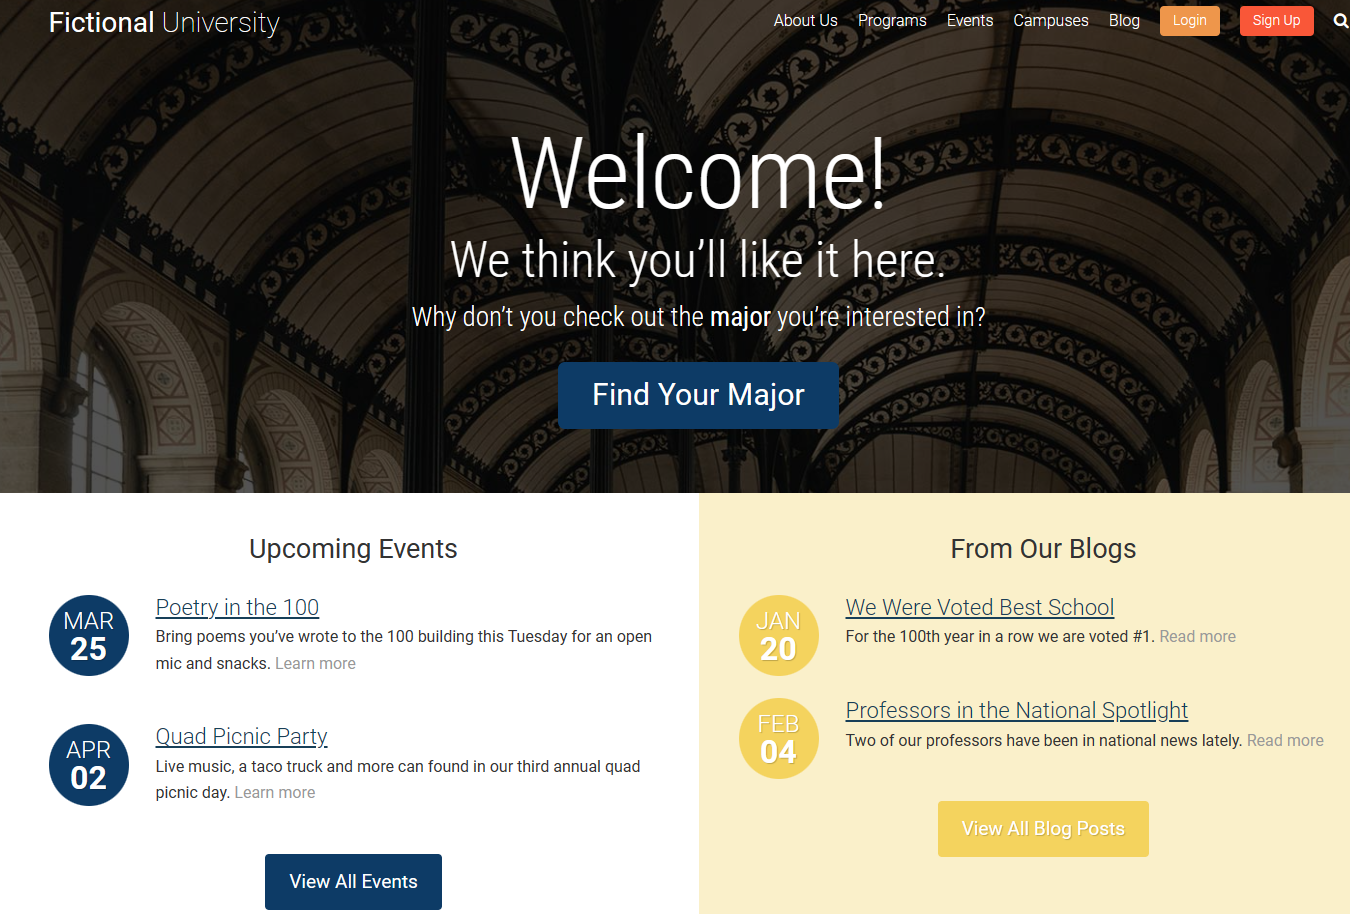 Fictional University
About Us Programs Events Campuses Blog Login Sign Up
Welcome!
We think you’ll like it here.
Why don’t you check out the major you’re interested in?
Find Your Major
Upcoming Events
MAR
25
Poetry in the 100
Bring poems you’ve wrote to the 100 building this Tuesday for an open
mic and snacks. Learn more
APR
02
Quad Picnic Party
Live music, a taco truck and more can found in our third annual quad
picnic day. Learn more
View All Events
From Our Blogs
JAN
20
We Were Voted Best School
For the 100th year in a row we are voted #1. Read more
FEB
04
Professors in the National Spotlight
Two of our professors have been in national news lately. Read more
View All Blog Posts